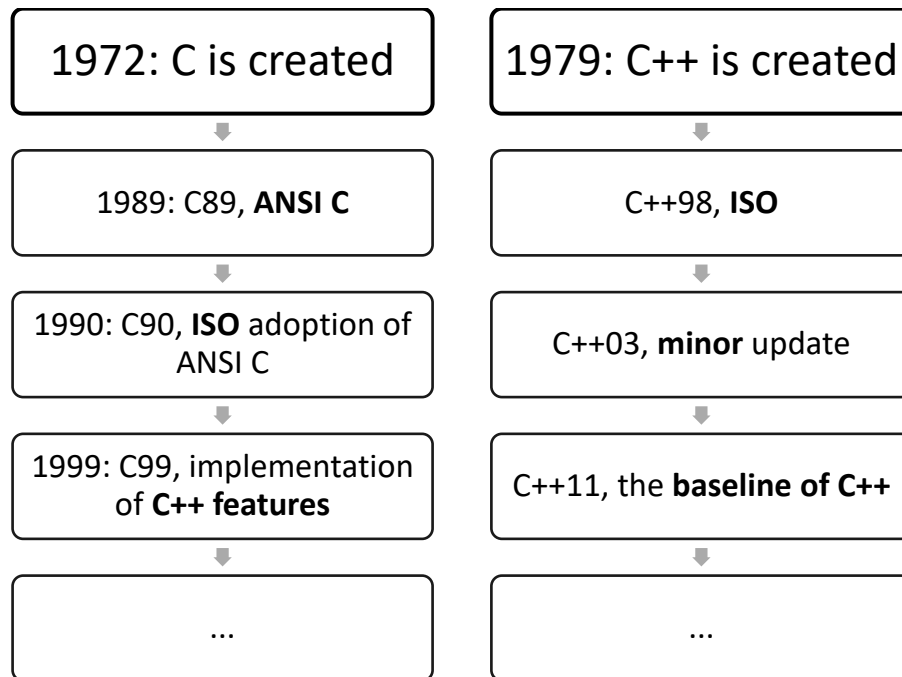 1972: C is created
1989: C89, ANSI C
1990: C90, ISO adoption of
ANSI C
1999: C99, implementation
of C++ features
...
1979: C++ is created
C++98, ISO
C++03, minor update
C++11, the baseline of C++
...